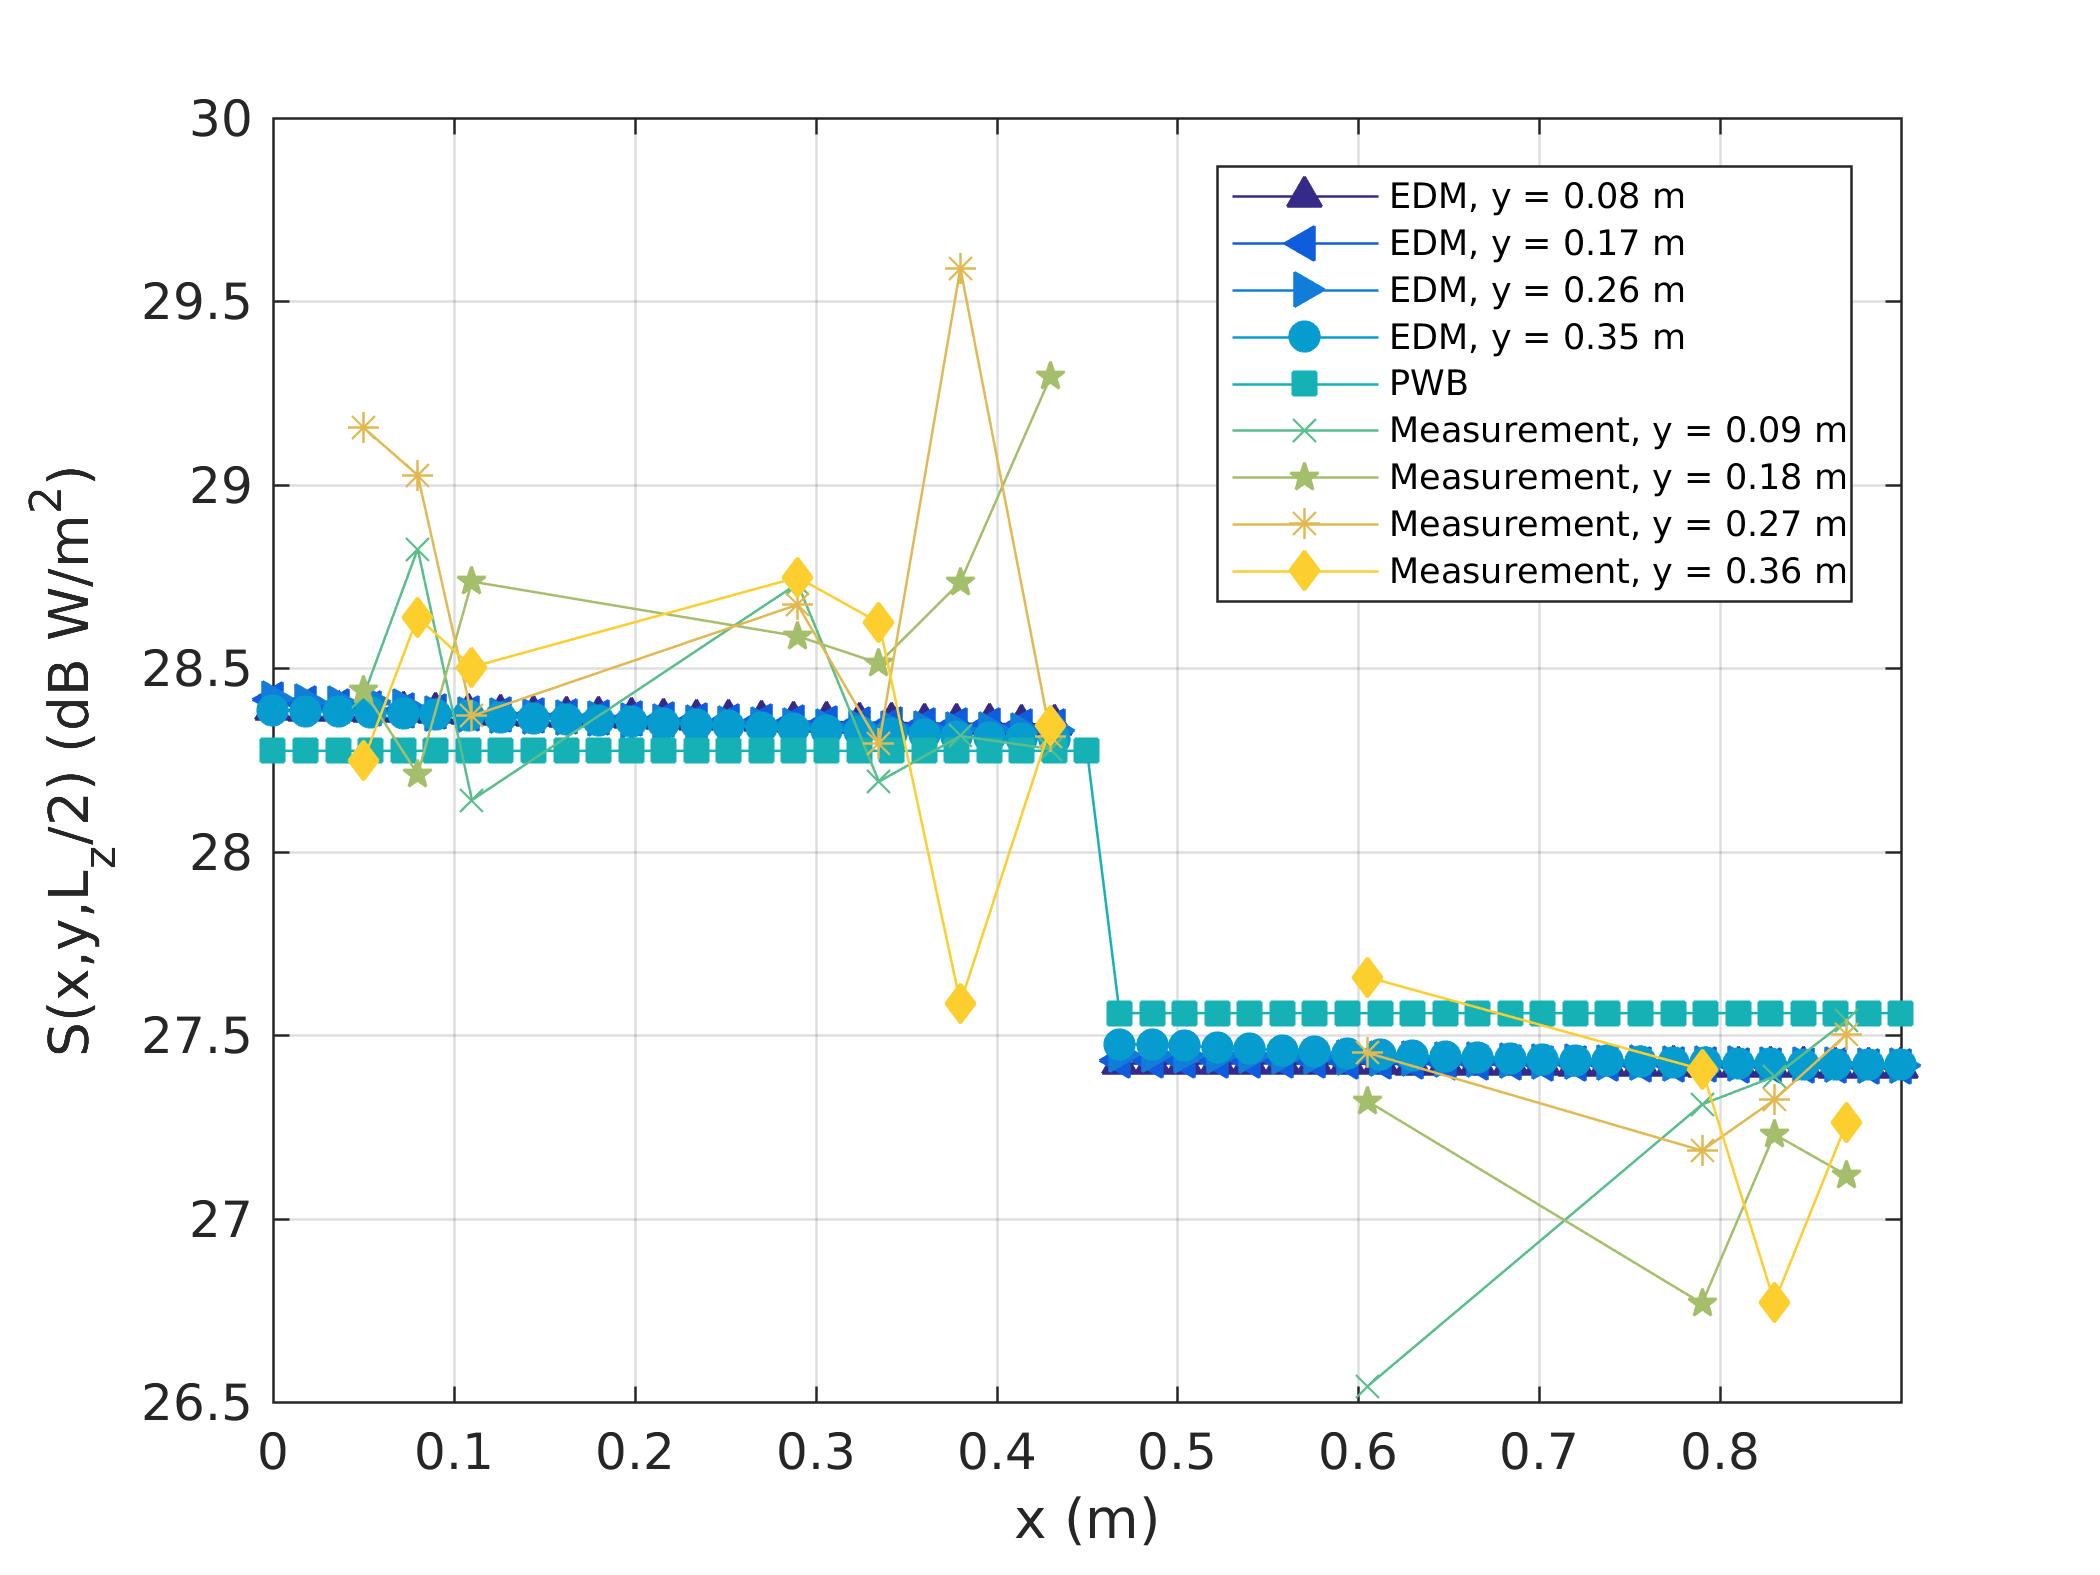 30
29.5
29
28.5
28
27.5
27
26.5
0 0.1 0.2 0.3 0.4 0.5 0.6 0.7 0.8
x (m)
S(x,y,L_z/2) (dB W/m^2)
EDM, y = 0.08 m
EDM, y = 0.17 m
EDM, y = 0.26 m
EDM, y = 0.35 m
PWB
Measurement, y = 0.09 m
Measurement, y = 0.18 m
Measurement, y = 0.27 m
Measurement, y = 0.36 m